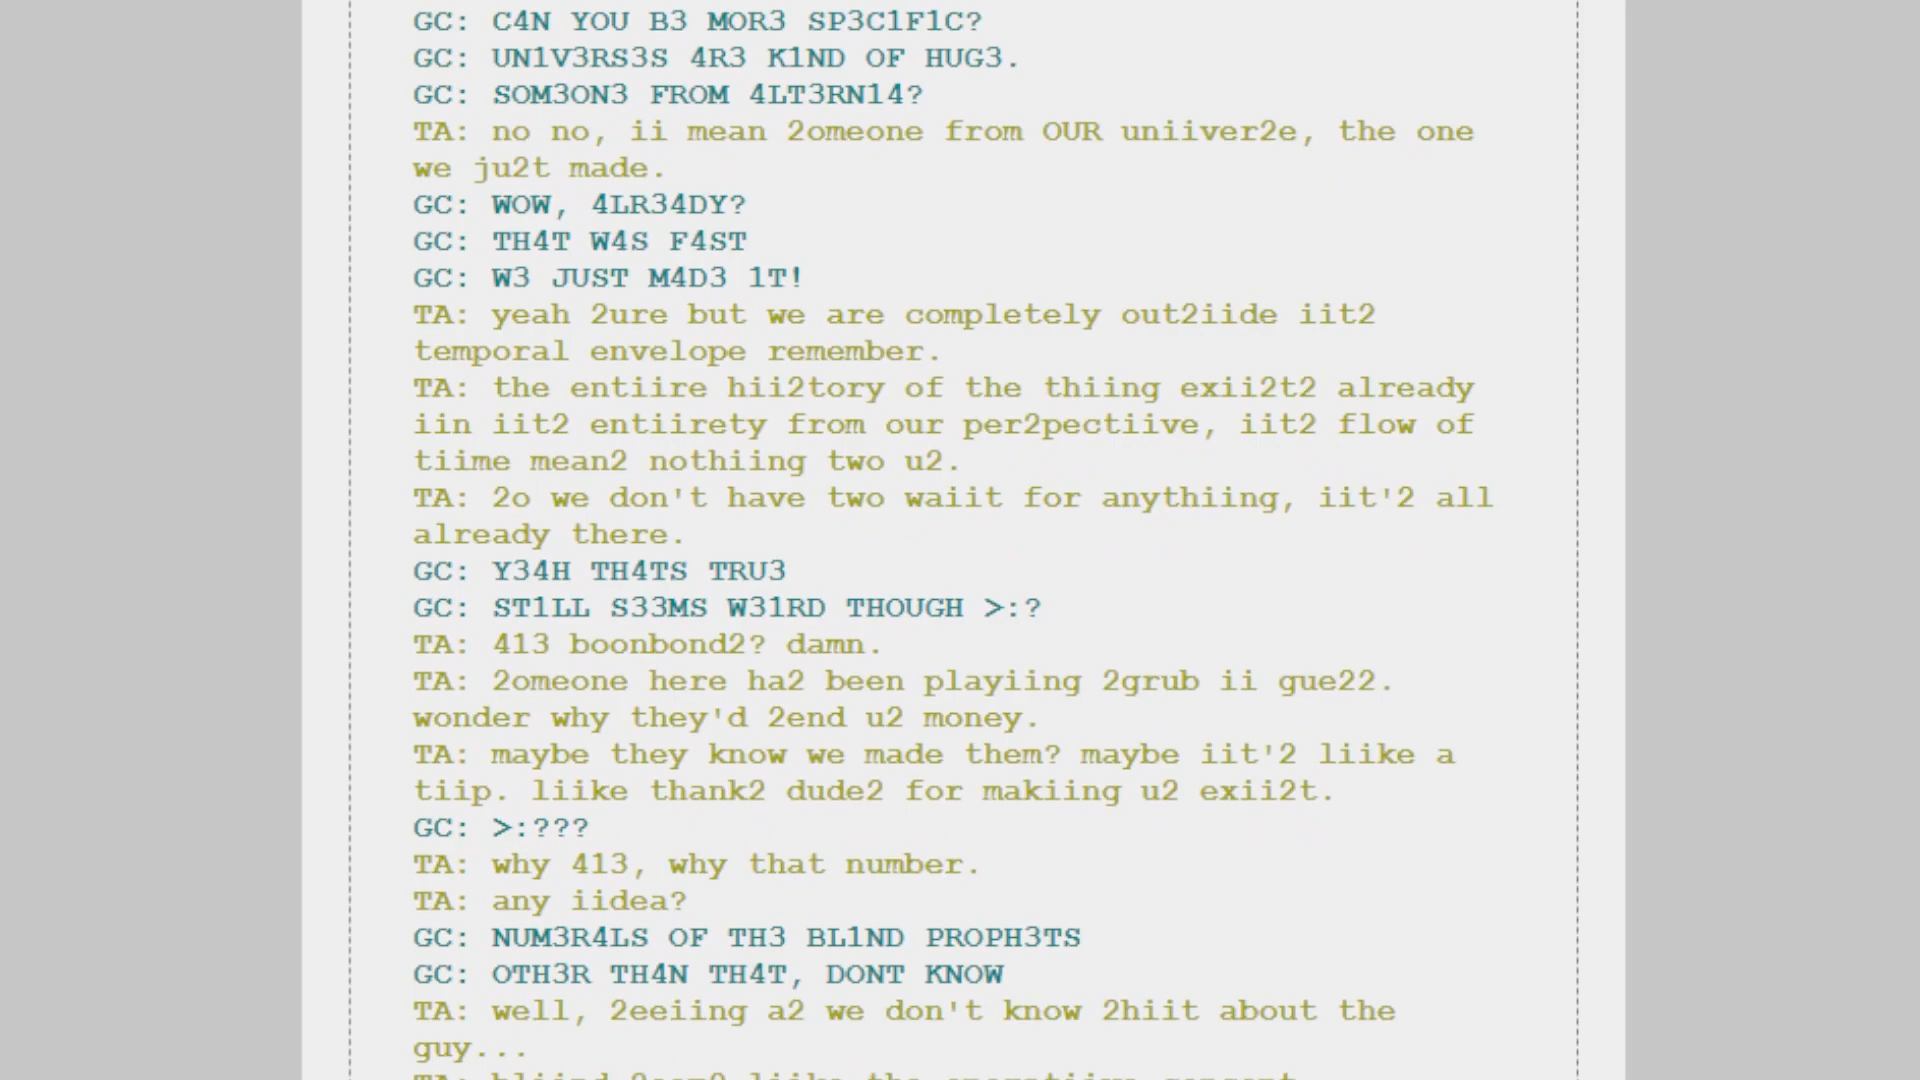 GC: C4N YOU B3 MOR3 SP3C1F1C?
GC: UN1V3RS3S 4R3 K1ND OF HUG3.
GC: SOM3ON3 FROM 4LT3RN14?
TA: no no, ii mean 2omeone from OUR uniiver2e, the one
we ju2t made.
GC: WOW, 4LR34DY?
GC: TH4T W4S F4ST
GC: W3 JUST M4D3 1T!
TA: yeah 2ure but we are completely out2iide iit2
temporal envelope remember.
TA: the entiire hii2tory of the thiing exii2t2 already
iin iit2 entiirety from our per2pectiive, iit2 flow of
tiime mean2 nothiing two u2.
TA: 2o we don't have two waiit for anythiing, iit'2 all
already there.
GC: Y34H TH4TS TRU3
GC: ST1LL S33MS W31RD THOUGH >:?
TA: 413 boonbond2? damn.
TA: 2omeone here ha2 been playiing 2grub ii gue22.
wonder why they'd 2end u2 money.
TA: maybe they know we made them? maybe iit'2 liike a
tiip. liike thank2 dude2 for makiing u2 exii2t.
GC: >:???
TA: why 413, why that number.
TA: any iidea?
GC: NUM3R4LS OF TH3 BL1ND PROPH3TS
GC: OTH3R TH4N TH4T, DONT KNOW
TA: well, 2eeiing a2 we don't know 2hiit about the
guy...